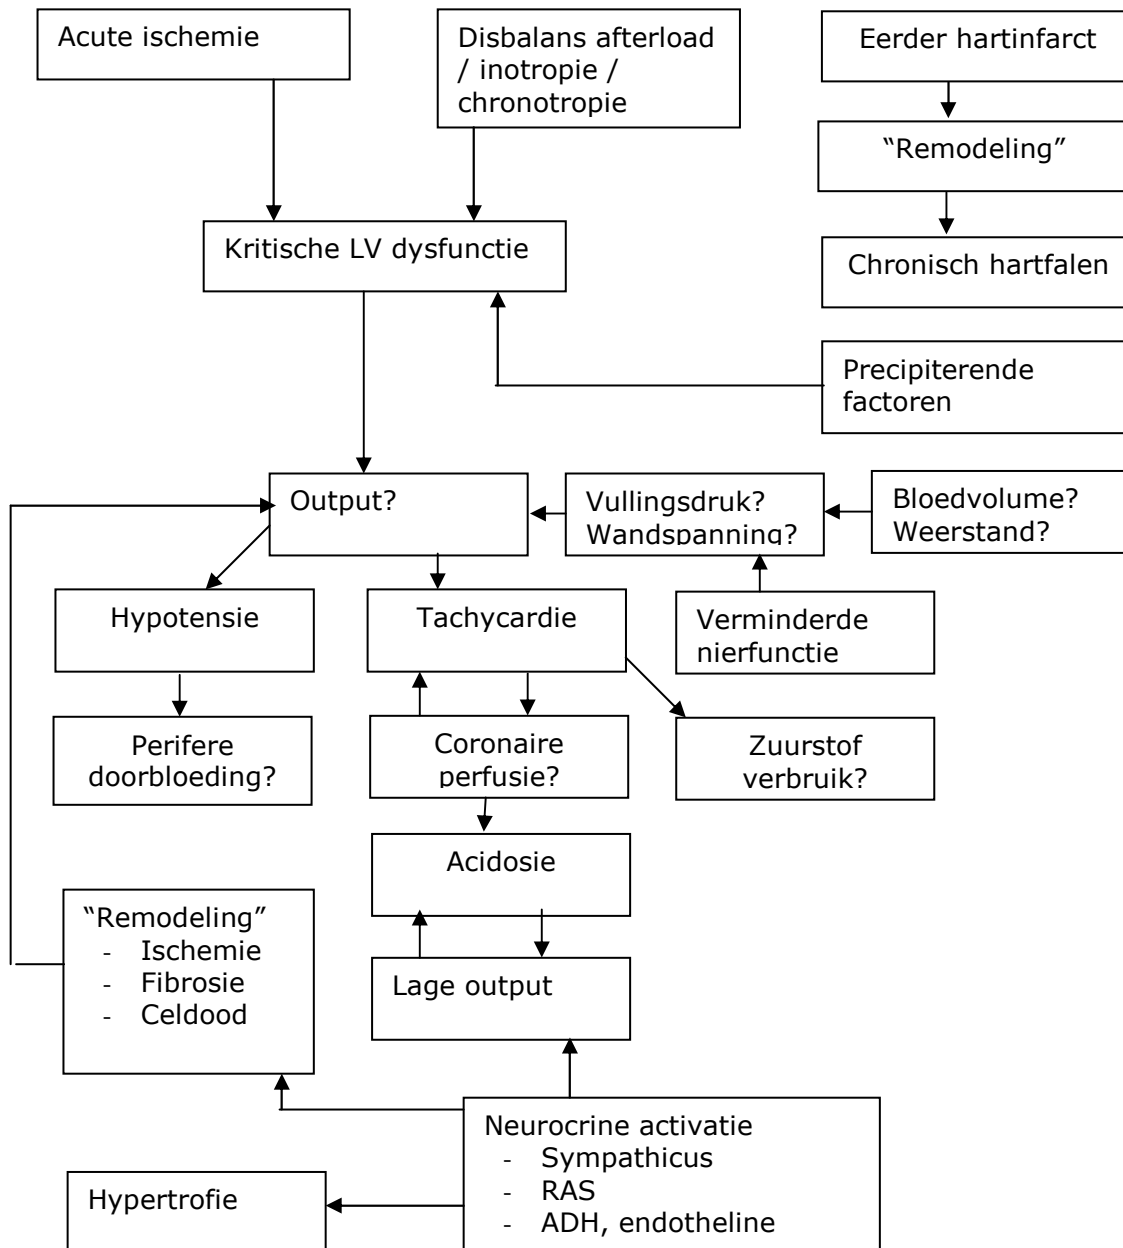 Acute ischemie
Disbalans afterload
/ inotropie /
chronotropie
Eerder hartinfarct
“Remodeling”
Chronisch hartfalen
Kritische LV dysfunctie
Precipiterende
factoren
Output?
Vullingsdruk?
Wandspanning?
Bloedvolume?
Weerstand?
Hypotensie
Tachycardie
Verminderde
nierfunctie
Perifere
doorbloeding?
Coronaire
perfusie?
Zuurstof
verbruik?
Acidosie
“Remodeling”
- Ischemie
- Fibrosie
- Celdood
Lage output
Neurocrine activatie
- Sympathicus
- RAS
- ADH, endotheline
Hypertrofie